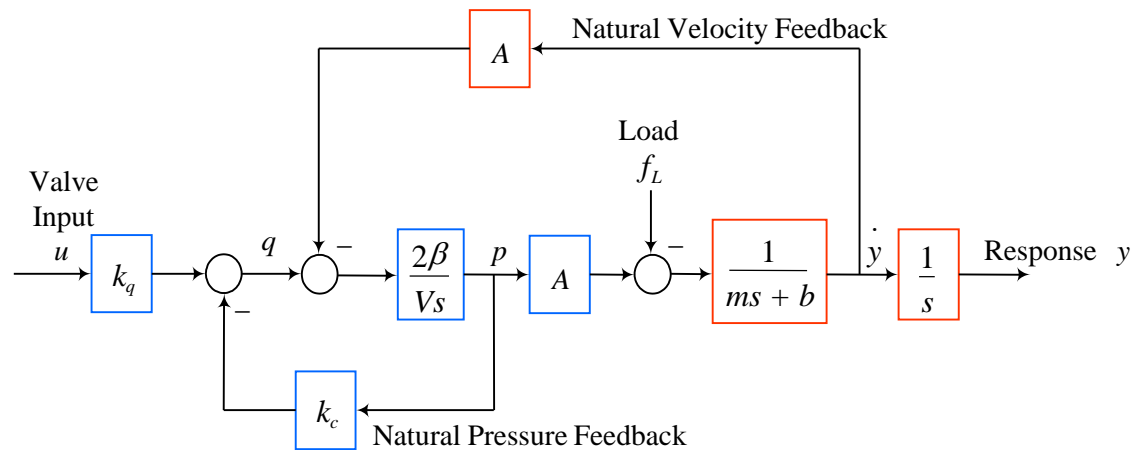 Natural Velocity Feedback
A
Load
f_L
Valve
Input
u
k_q
q
−
2β
Vs
p
A
−
1
ms + b
ẏ
1
s
Response y
−
k_c
Natural Pressure Feedback